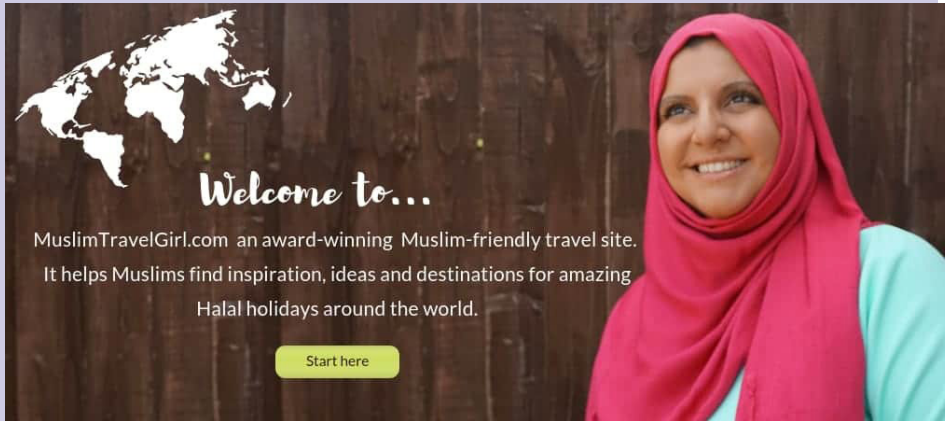 Welcome to...
MuslimTravelGirl.com an award-winning Muslim-friendly travel site.
It helps Muslims find inspiration, ideas and destinations for amazing
Halal holidays around the world.
Start here